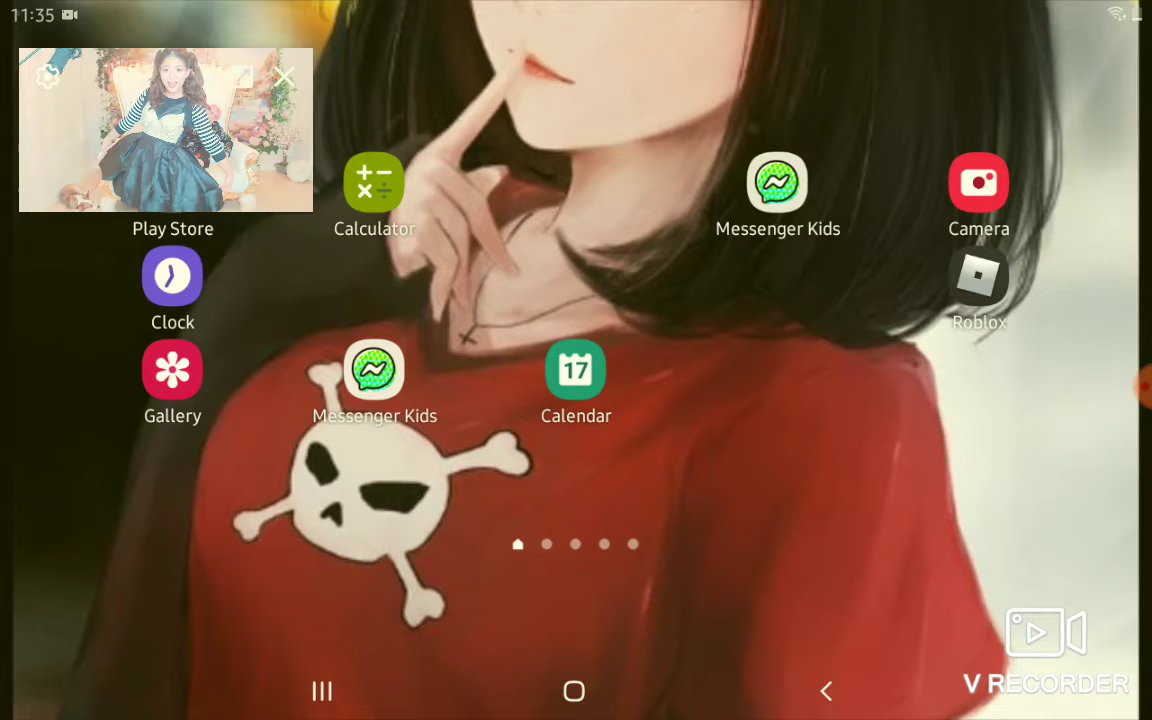 11:35
Play Store
Calculator
Messenger Kids
Camera
Clock
Roblox
17
Gallery
Messenger Kids
Calendar
V RECORDER